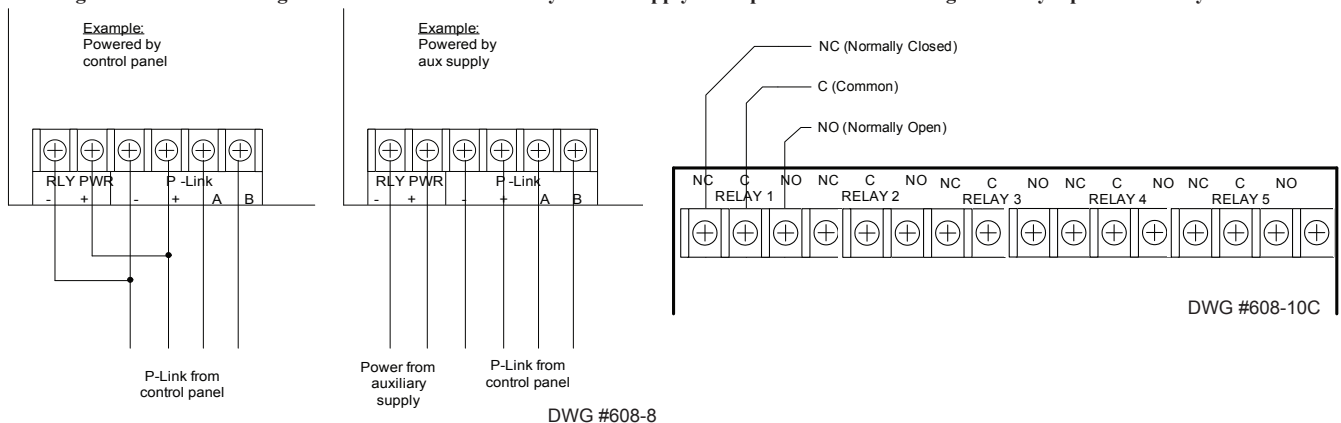 Example:
Powered by
control panel
RLY PWR P -Link
- + - + A B
P-Link from
control panel
Example:
Powered by
aux supply
RLY PWR P -Link
- + - + A B
Power from
auxiliary
supply
P-Link from
control panel
DWG #608-8
NC (Normally Closed)
C (Common)
NO (Normally Open)
NC C NO NC C NO NC C NO NC C NO NC C NO
RELAY 1 RELAY 2 RELAY 3 RELAY 4 RELAY 5
DWG #608-10C